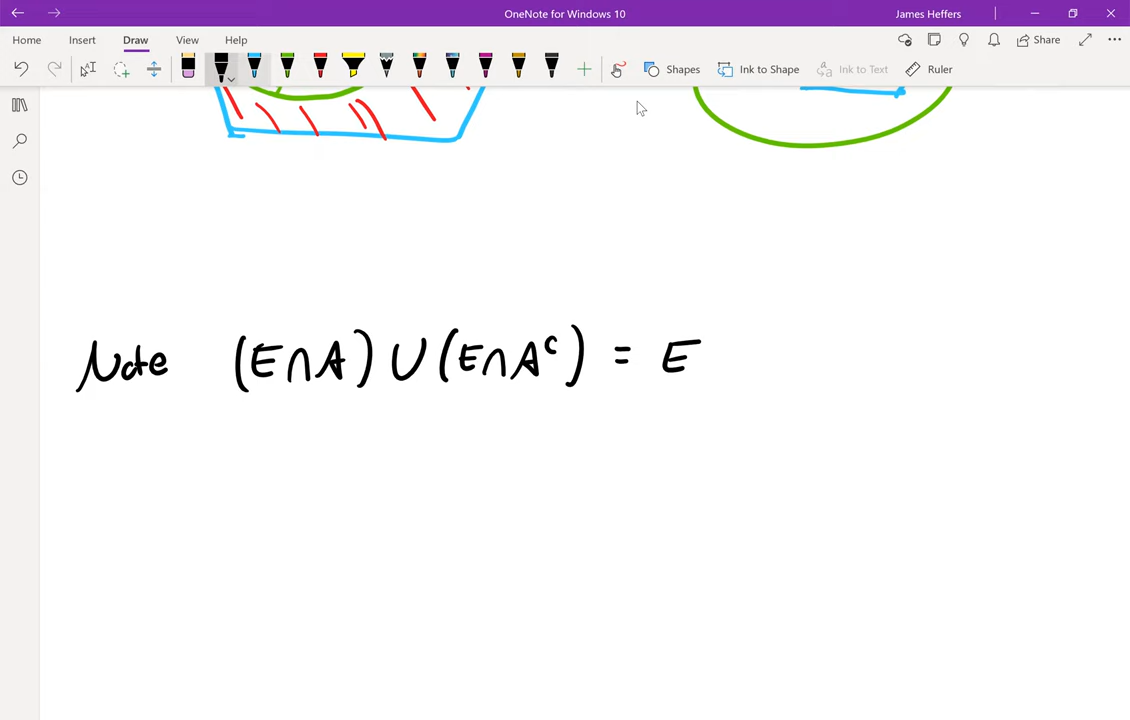 OneNote for Windows 10
James Heffers
Home Insert Draw View Help
Share
Shapes Ink to Shape Ink to Text Ruler
Note (E∩A) ∪ (E∩Aᶜ) = E